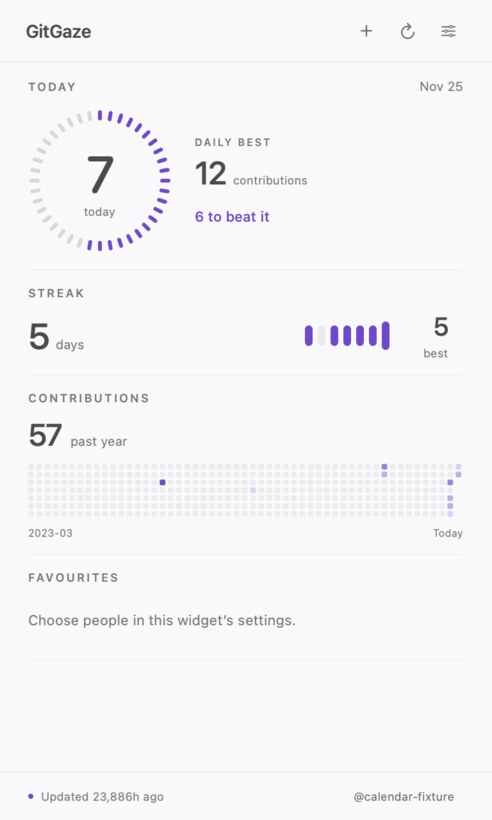 GitGaze
TODAY
Nov 25
7
today
DAILY BEST
12 contributions
6 to beat it
STREAK
5 days
5
best
CONTRIBUTIONS
57 past year
2023-03
Today
FAVOURITES
Choose people in this widget’s settings.
Updated 23,886h ago
@calendar-fixture